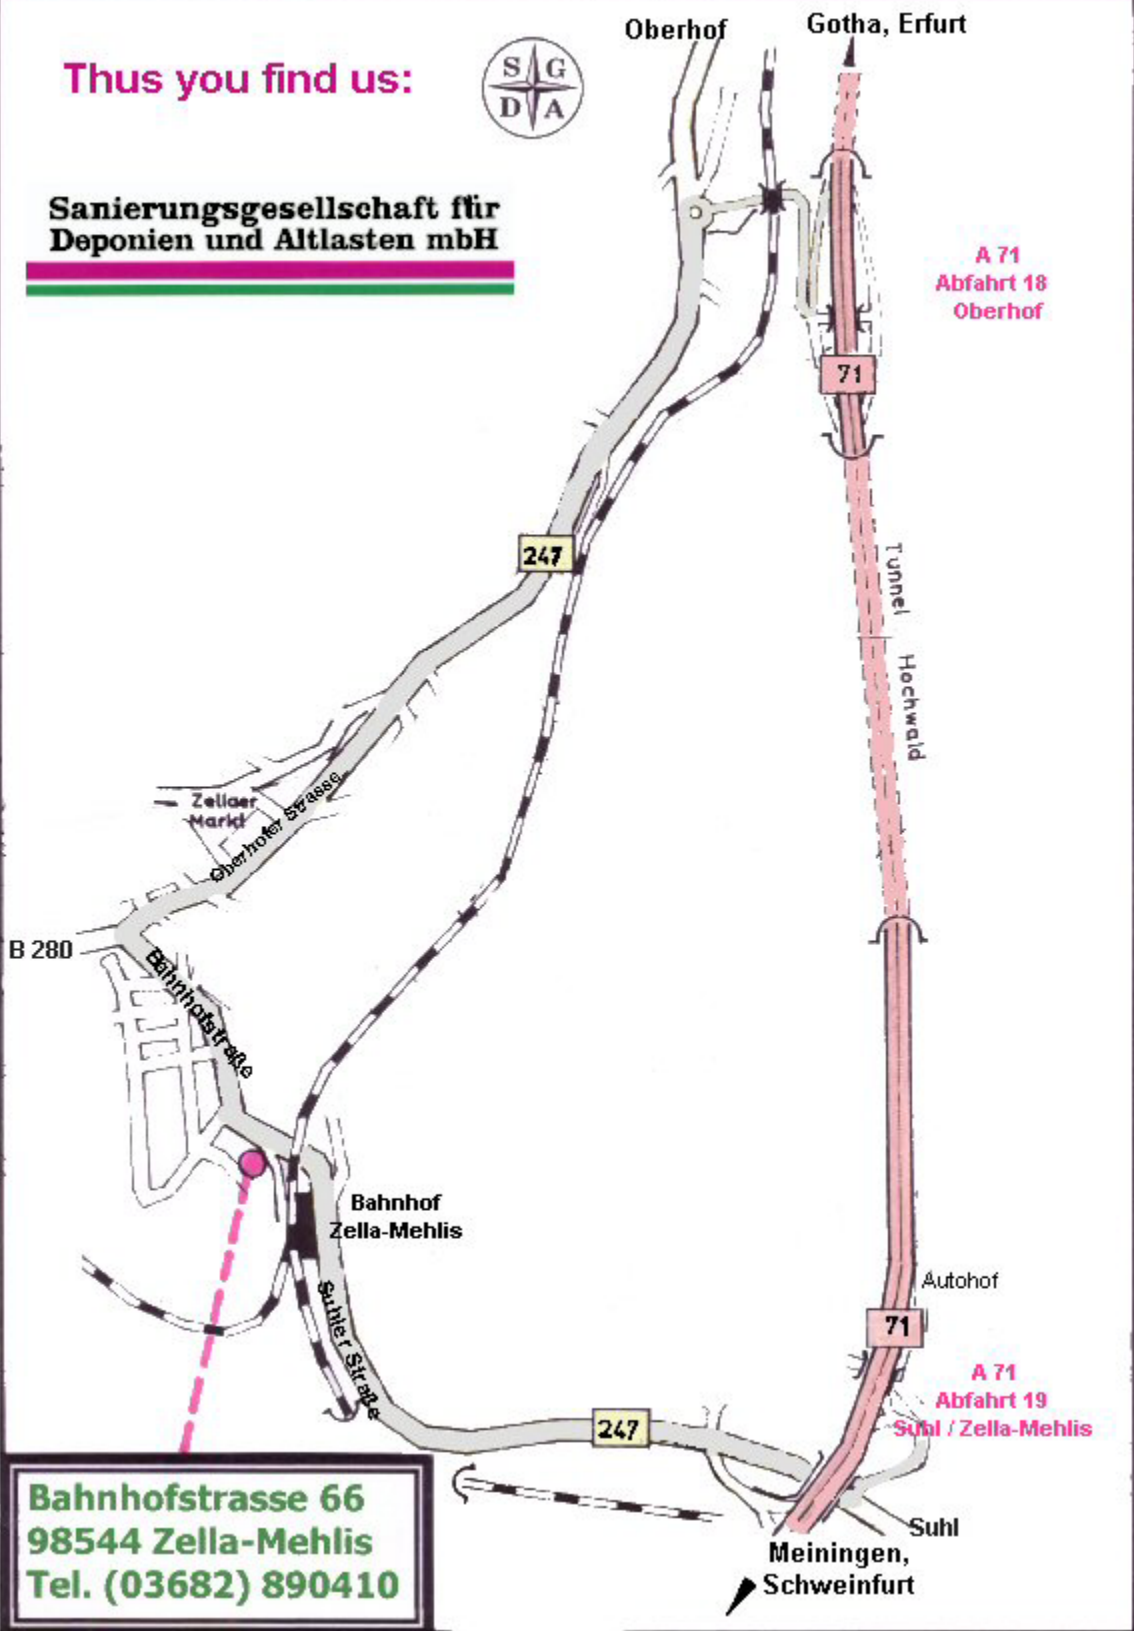 Oberhof
Gotha, Erfurt
Thus you find us:
S G
D A
Sanierungsgesellschaft für
Deponien und Altlasten mbH
A 71
Abfahrt 18
Oberhof
71
247
Tunnel
Hochwald
Zellaer
Markt
Oberhofer Strasse
B 280
Bahnhofstraße
Bahnhof
Zella-Mehlis
Suhler Straße
Autohof
71
A 71
Abfahrt 19
Suhl / Zella-Mehlis
247
Suhl
Meiningen,
Schweinfurt
Bahnhofstrasse 66
98544 Zella-Mehlis
Tel. (03682) 890410